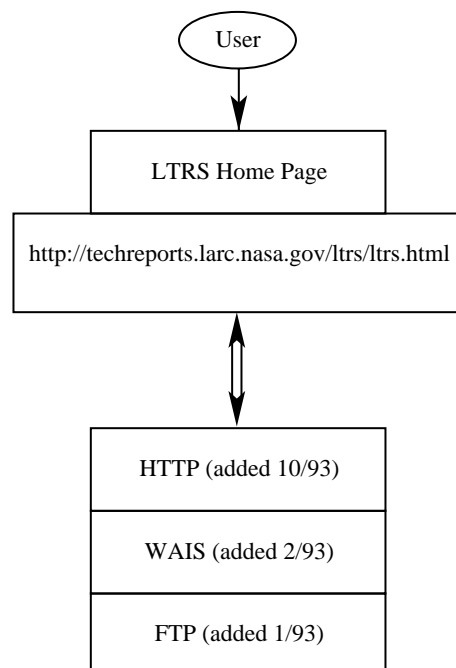 User
LTRS Home Page
http://techreports.larc.nasa.gov/ltrs/ltrs.html
HTTP (added 10/93)
WAIS (added 2/93)
FTP (added 1/93)